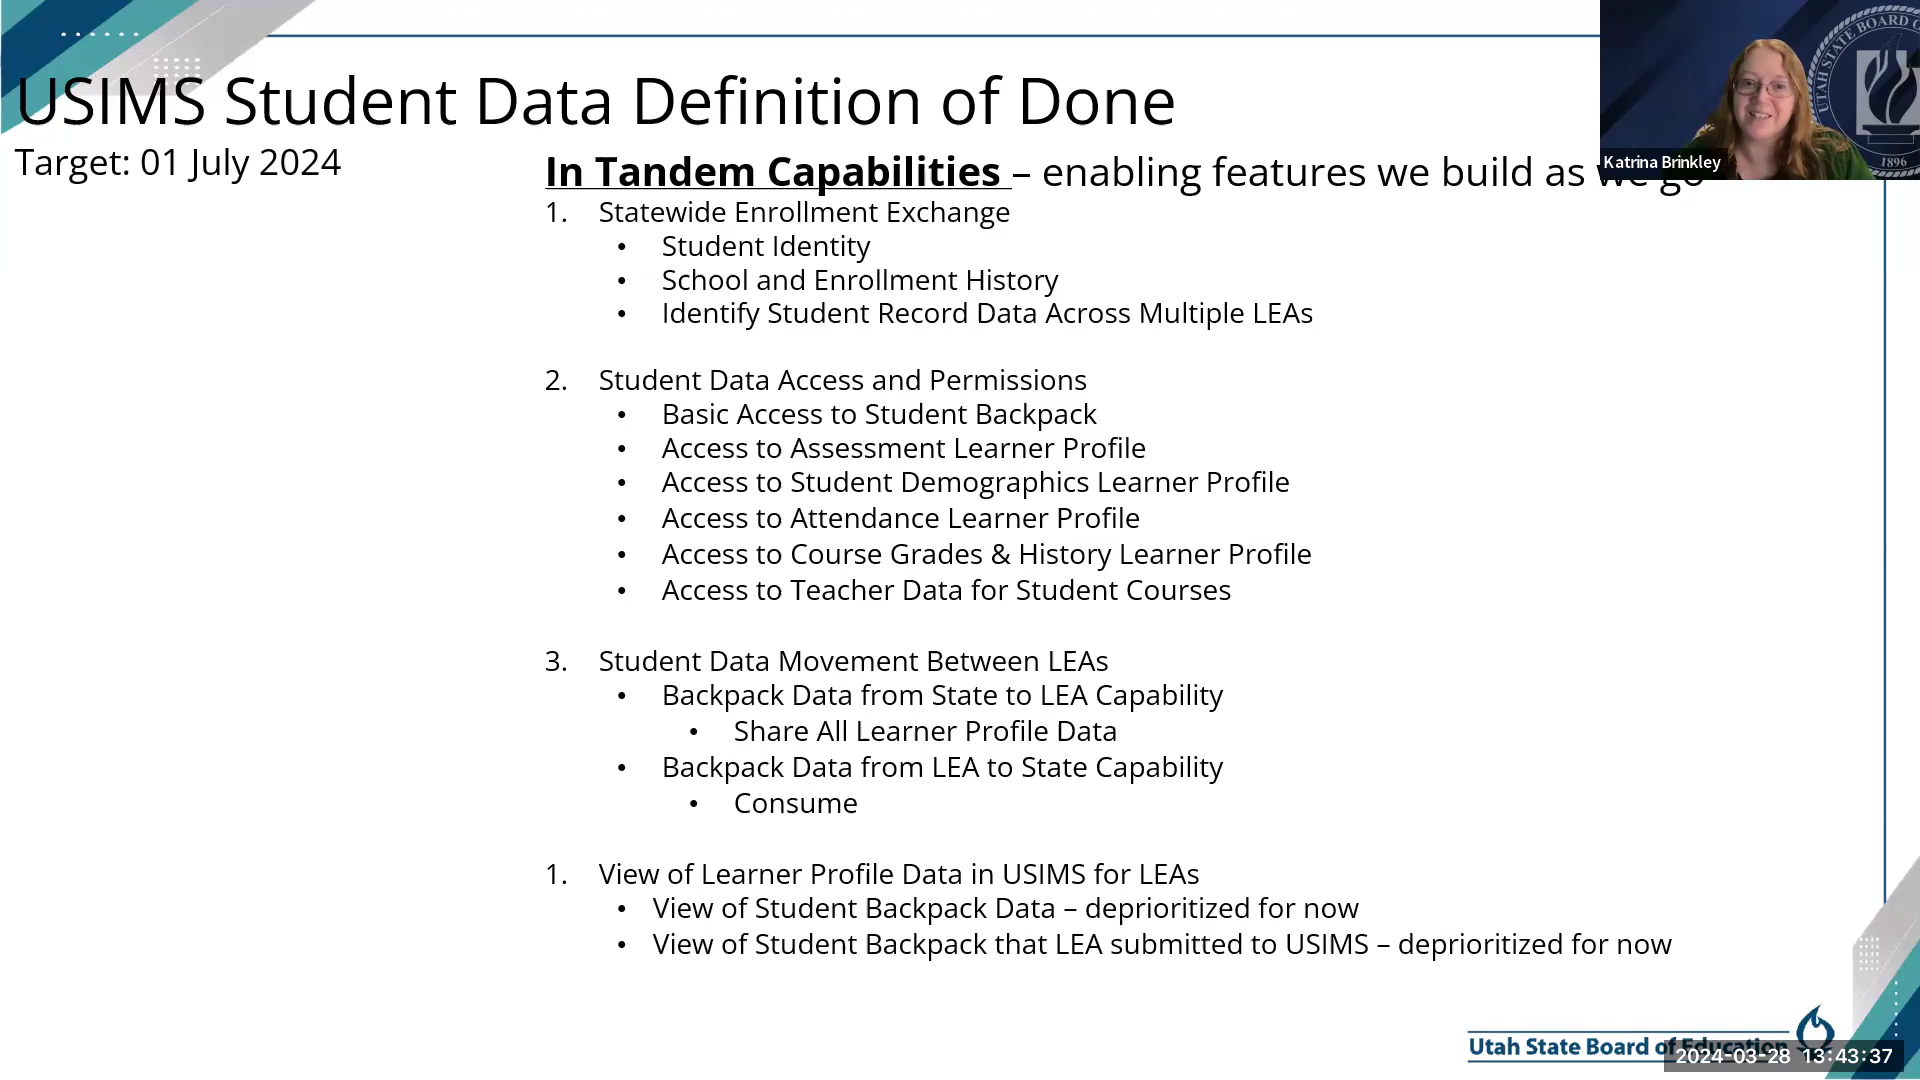 USIMS Student Data Definition of Done
Target: 01 July 2024
In Tandem Capabilities – enabling features we build as we go
1. Statewide Enrollment Exchange
• Student Identity
• School and Enrollment History
• Identify Student Record Data Across Multiple LEAs
2. Student Data Access and Permissions
• Basic Access to Student Backpack
• Access to Assessment Learner Profile
• Access to Student Demographics Learner Profile
• Access to Attendance Learner Profile
• Access to Course Grades & History Learner Profile
• Access to Teacher Data for Student Courses
3. Student Data Movement Between LEAs
• Backpack Data from State to LEA Capability
• Share All Learner Profile Data
• Backpack Data from LEA to State Capability
• Consume
1. View of Learner Profile Data in USIMS for LEAs
• View of Student Backpack Data – deprioritized for now
• View of Student Backpack that LEA submitted to USIMS – deprioritized for now
UTAH STATE BOARD O
1896
Katrina Brinkley
Utah State Board of Education
2024-03-28 13:43:37